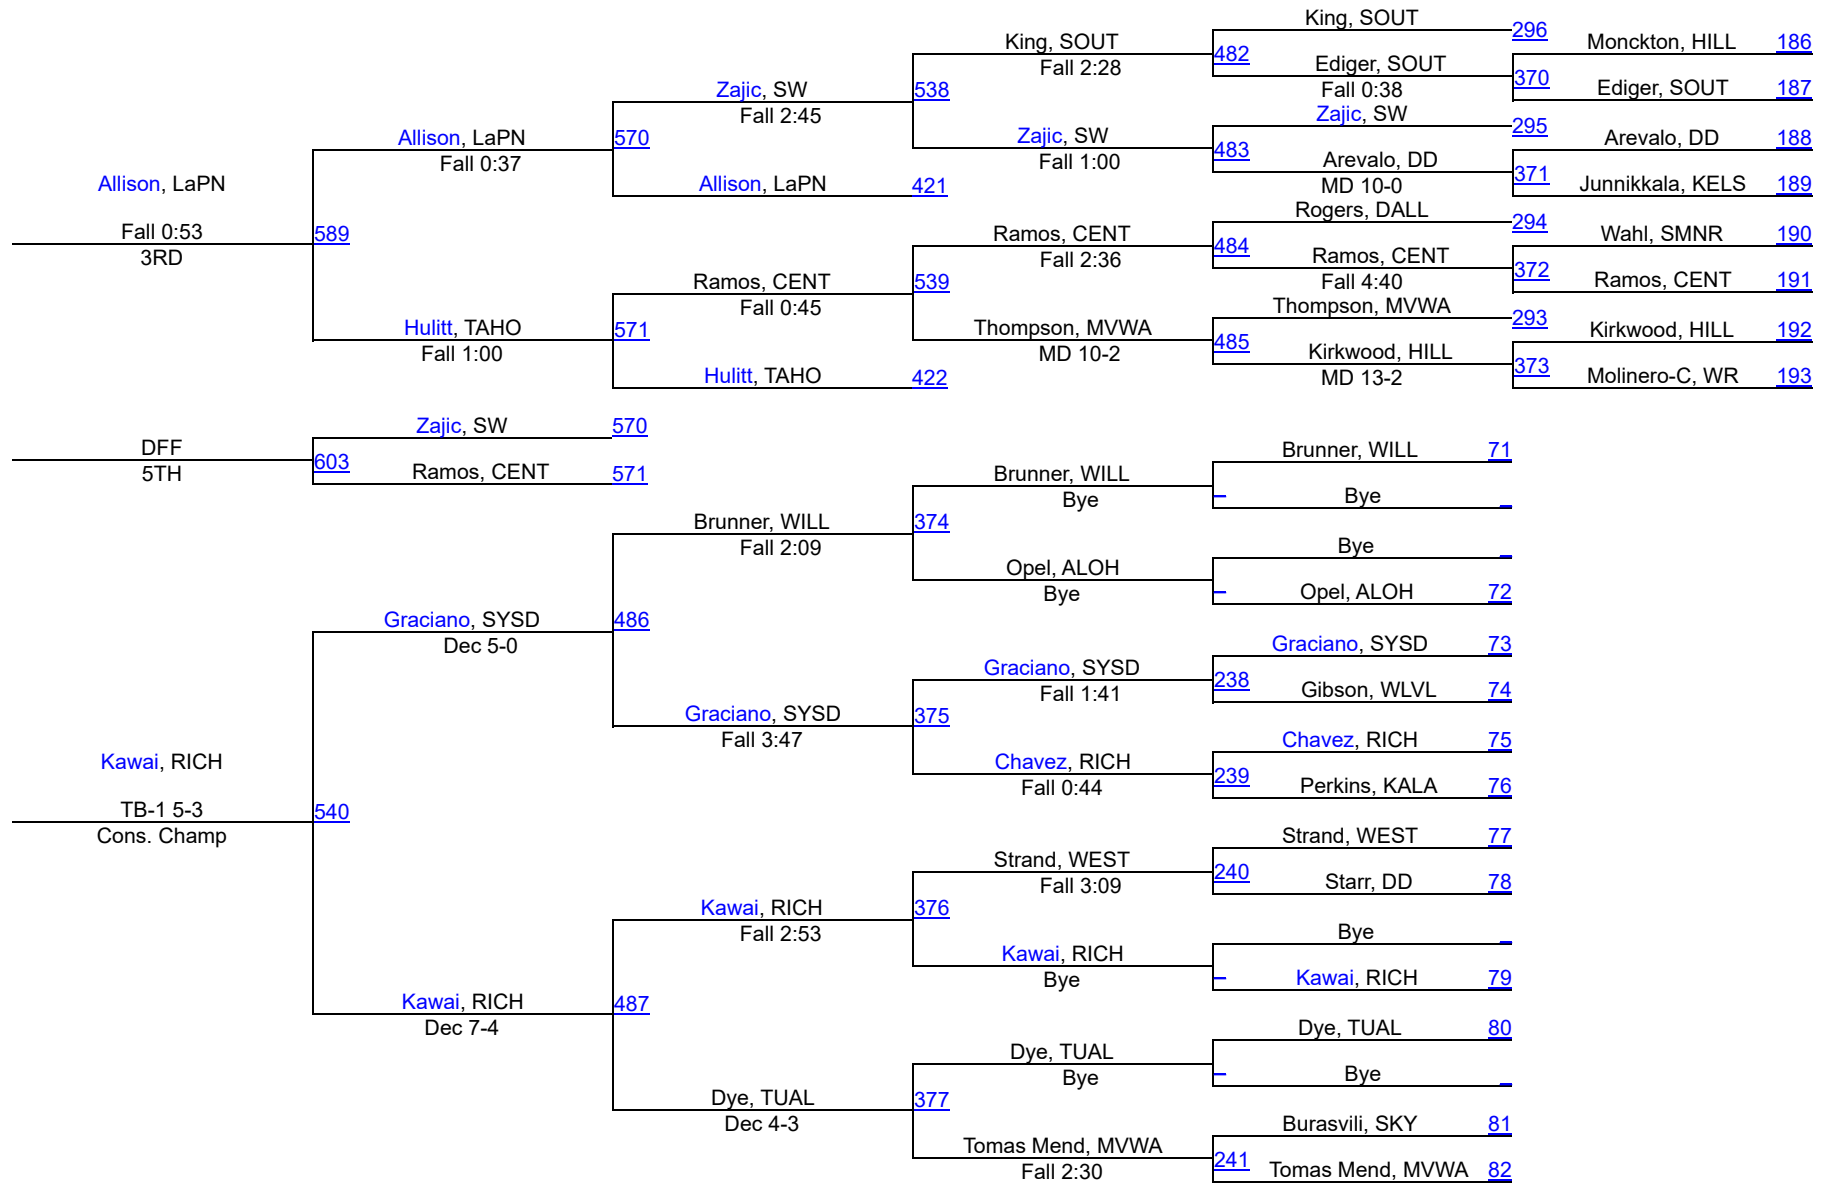 King, SOUT
296
Monckton, HILL 186
King, SOUT
482
Fall 2:28
Ediger, SOUT
370
Fall 0:38
Ediger, SOUT 187
Zajic, SW
538
Fall 2:45
Zajic, SW
295
Arevalo, DD 188
Allison, LaPN
570
Fall 0:37
Zajic, SW
483
Fall 1:00
Arevalo, DD
371
MD 10-0
Junnikkala, KELS 189
Allison, LaPN
421
Allison, LaPN
Fall 0:53
589
3RD
Rogers, DALL
294
Wahl, SMNR 190
Ramos, CENT
484
Fall 2:36
Ramos, CENT
372
Fall 4:40
Ramos, CENT 191
Ramos, CENT
539
Fall 0:45
Thompson, MVWA
293
Kirkwood, HILL 192
Hulitt, TAHO
571
Fall 1:00
Thompson, MVWA
485
MD 10-2
Kirkwood, HILL
373
MD 13-2
Molinero-C, WR 193
Hulitt, TAHO
422
Zajic, SW
570
DFF
603
5TH
Ramos, CENT
571
Brunner, WILL 71
Brunner, WILL
Bye
Bye
Brunner, WILL
374
Fall 2:09
Bye
Opel, ALOH
Bye
Opel, ALOH 72
Graciano, SYSD
486
Dec 5-0
Graciano, SYSD 73
Graciano, SYSD
238
Fall 1:41
Gibson, WLVL 74
Graciano, SYSD
375
Fall 3:47
Chavez, RICH 75
Chavez, RICH
239
Fall 0:44
Perkins, KALA 76
Kawai, RICH
TB-1 5-3
540
Cons. Champ
Strand, WEST 77
Strand, WEST
240
Fall 3:09
Starr, DD 78
Kawai, RICH
376
Fall 2:53
Bye
Kawai, RICH
Bye
Kawai, RICH 79
Kawai, RICH
487
Dec 7-4
Dye, TUAL 80
Dye, TUAL
Bye
Bye
Dye, TUAL
377
Dec 4-3
Burasvili, SKY 81
Tomas Mend, MVWA
241
Fall 2:30
Tomas Mend, MVWA 82